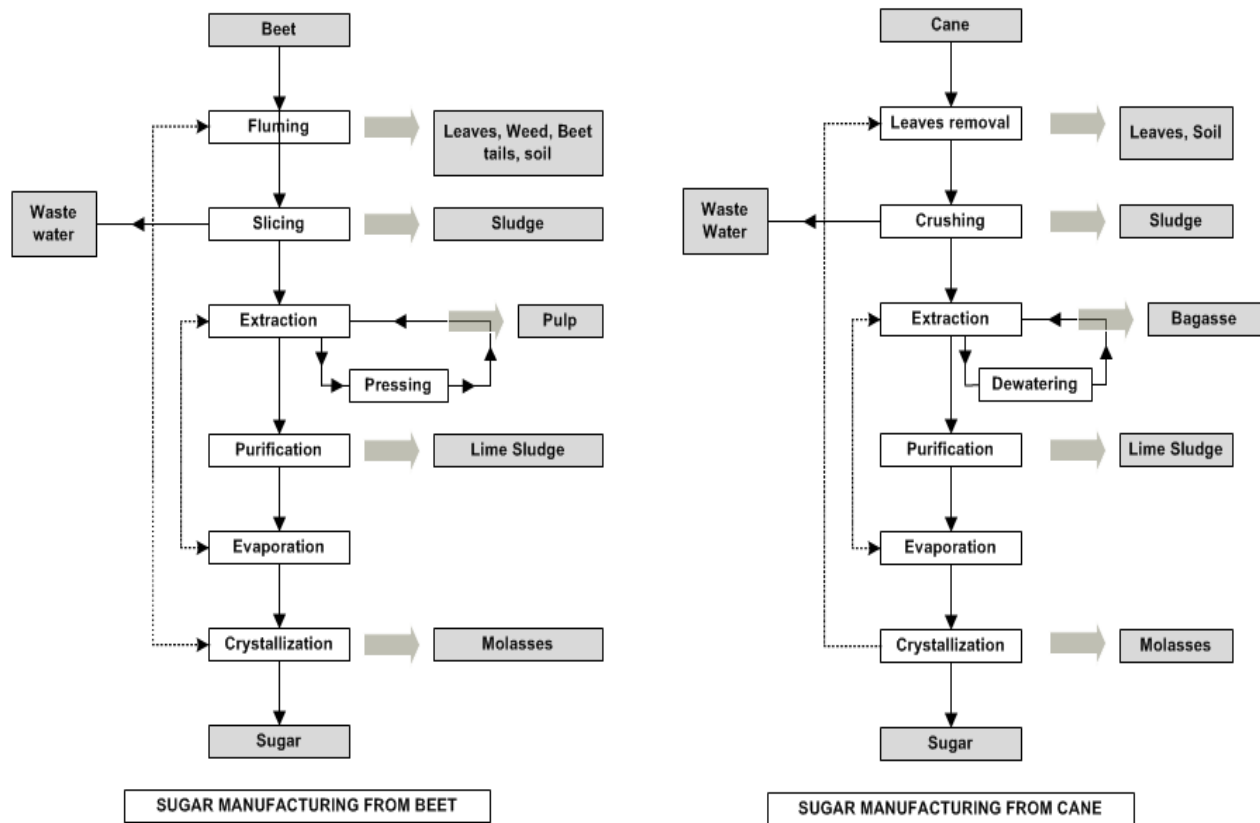 Beet
Fluming
Leaves, Weed, Beet
tails, soil
Waste
water
Slicing
Sludge
Extraction
Pulp
Pressing
Purification
Lime Sludge
Evaporation
Crystallization
Molasses
Sugar
SUGAR MANUFACTURING FROM BEET
Cane
Leaves removal
Leaves, Soil
Waste
Water
Crushing
Sludge
Extraction
Bagasse
Dewatering
Purification
Lime Sludge
Evaporation
Crystallization
Molasses
Sugar
SUGAR MANUFACTURING FROM CANE